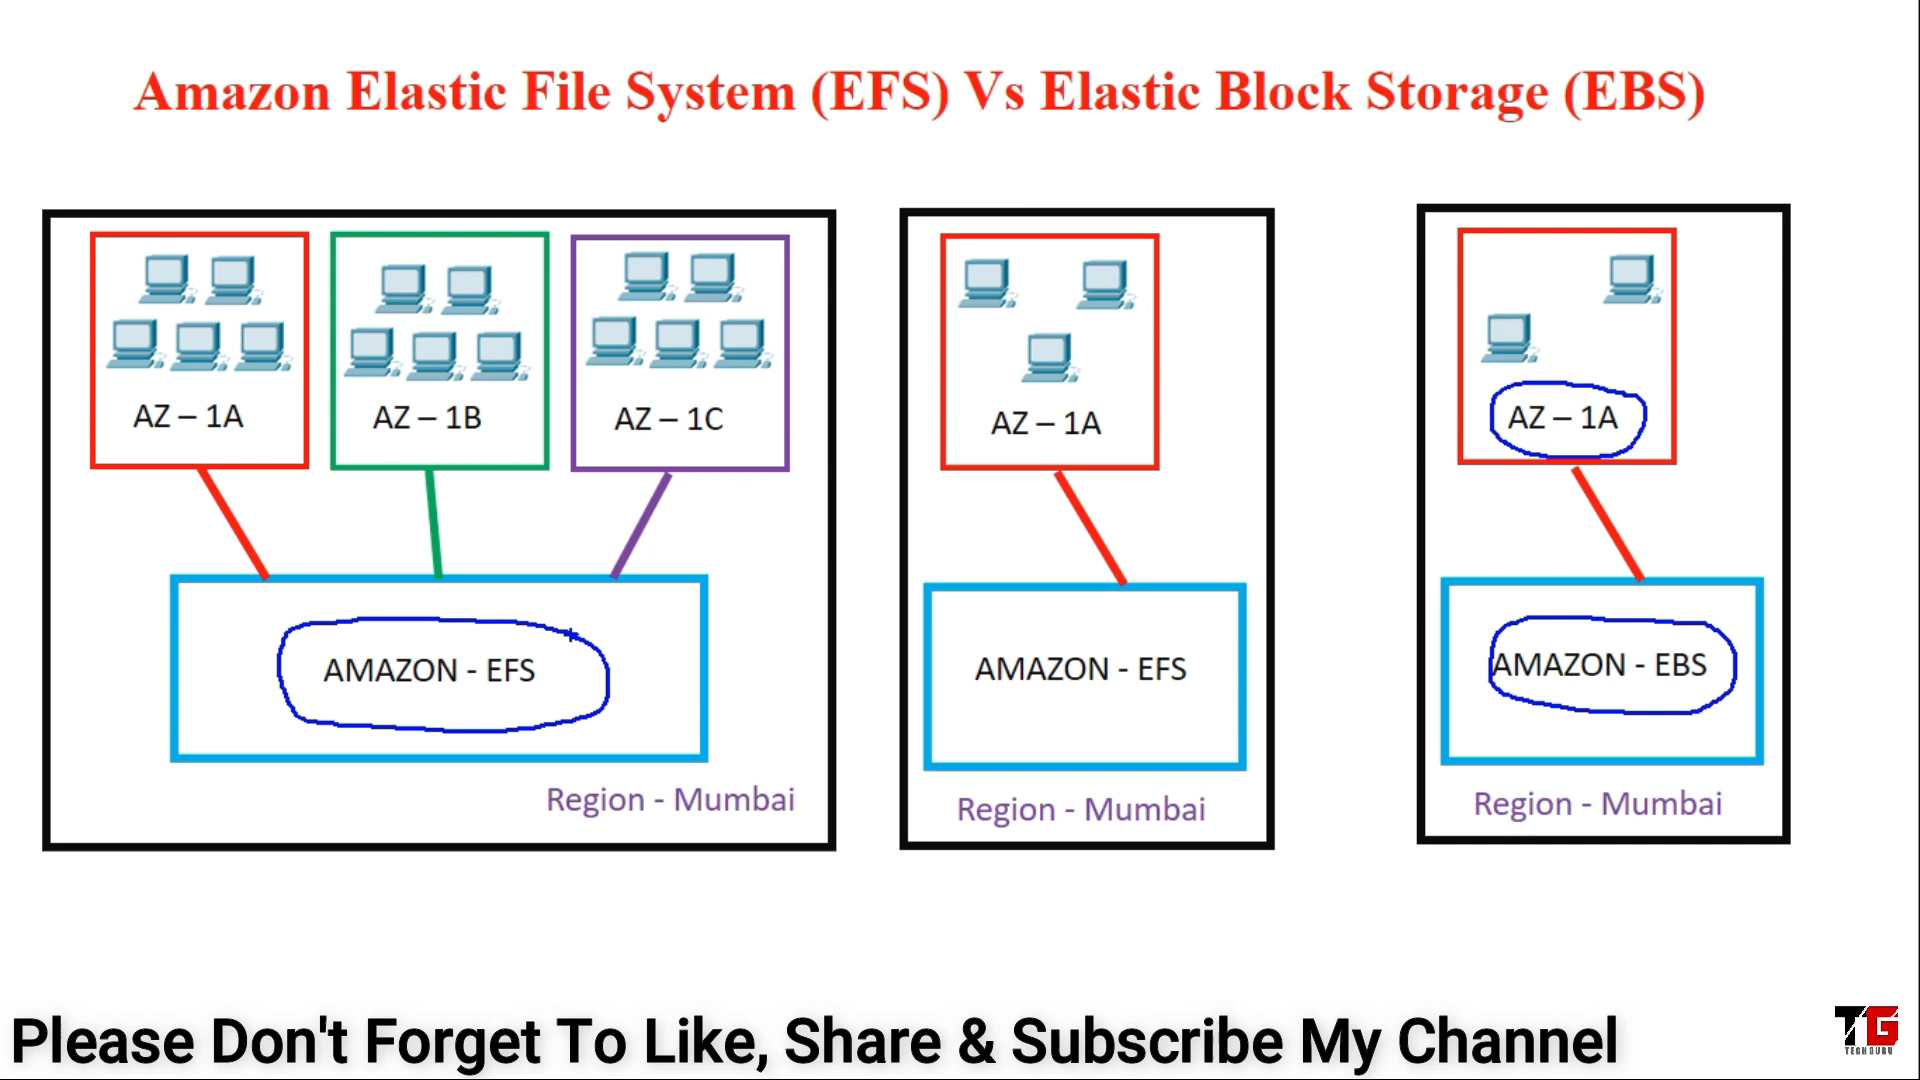 Amazon Elastic File System (EFS) Vs Elastic Block Storage (EBS)
AZ – 1A
AZ – 1B
AZ – 1C
AMAZON - EFS
Region - Mumbai
AZ – 1A
AMAZON - EFS
Region - Mumbai
AZ – 1A
AMAZON - EBS
Region - Mumbai
Please Don't Forget To Like, Share & Subscribe My Channel
TG
TECH GURU